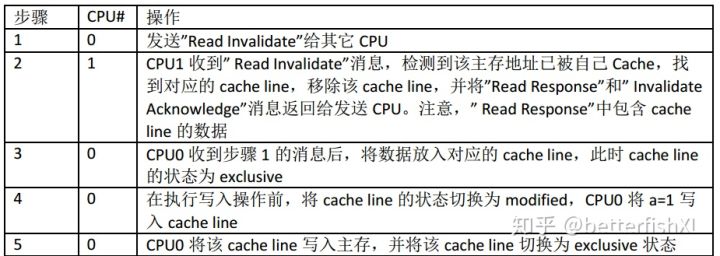 步骤 CPU# 操作
1 0 发送”Read Invalidate”给其它 CPU
2 1 CPU1 收到” Read Invalidate”消息，检测到该主存地址已被自己 Cache，找
到对应的 cache line，移除该 cache line，并将”Read Response”和” Invalidate
Acknowledge”消息返回给发送 CPU。注意，” Read Response”中包含 cache
line 的数据
3 0 CPU0 收到步骤 1 的消息后，将数据放入对应的 cache line，此时 cache line
的状态为 exclusive
4 0 在执行写入操作前，将 cache line 的状态切换为 modified，CPU0 将 a=1 写
入 cache line
知乎 @betterfishXL
5 0 CPU0 将该 cache line 写入主存，并将该 cache line 切换为 exclusive 状态